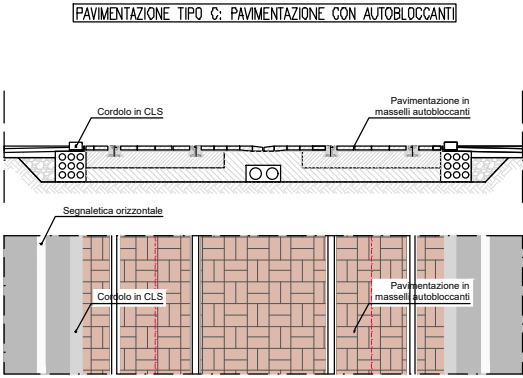 PAVIMENTAZIONE TIPO C: PAVIMENTAZIONE CON AUTOBLOCCANTI
Cordolo in CLS
Pavimentazione in
masselli autobloccanti
Segnaletica orizzontale
Cordolo in CLS
Pavimentazione in
masselli autobloccanti